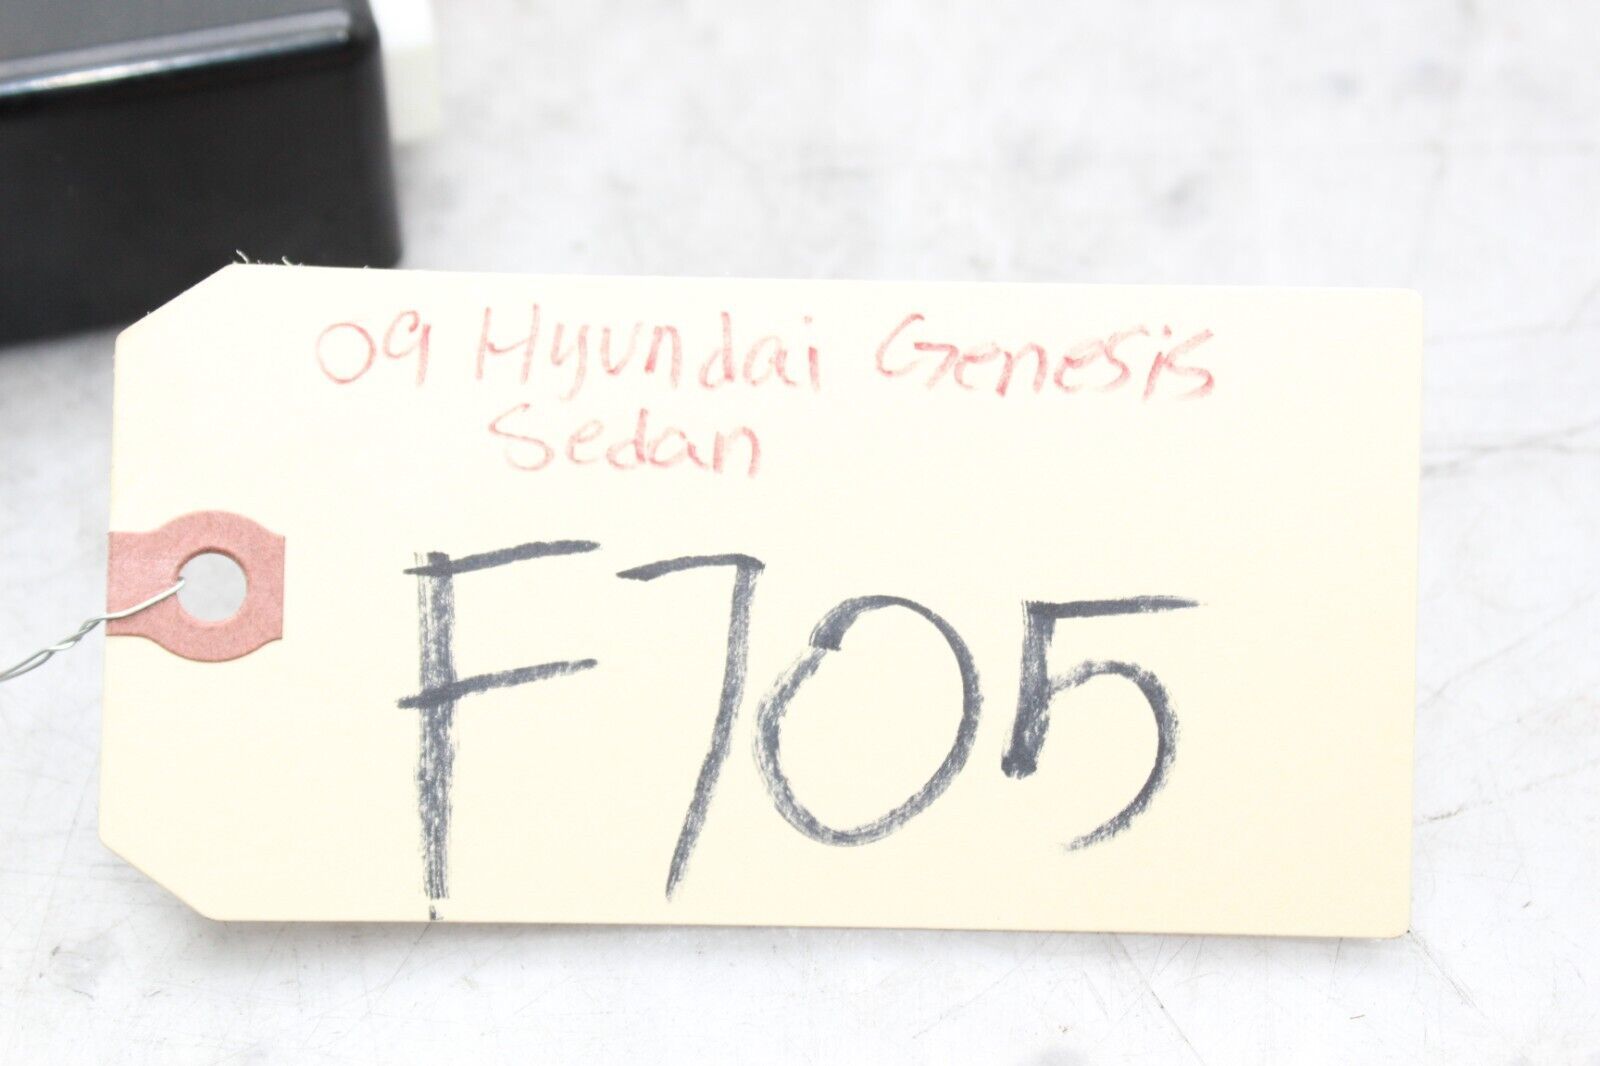 09 Hyundai Genesis
Sedan
F705